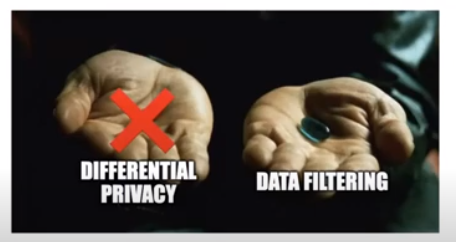 DIFFERENTIAL
PRIVACY
DATA FILTERING